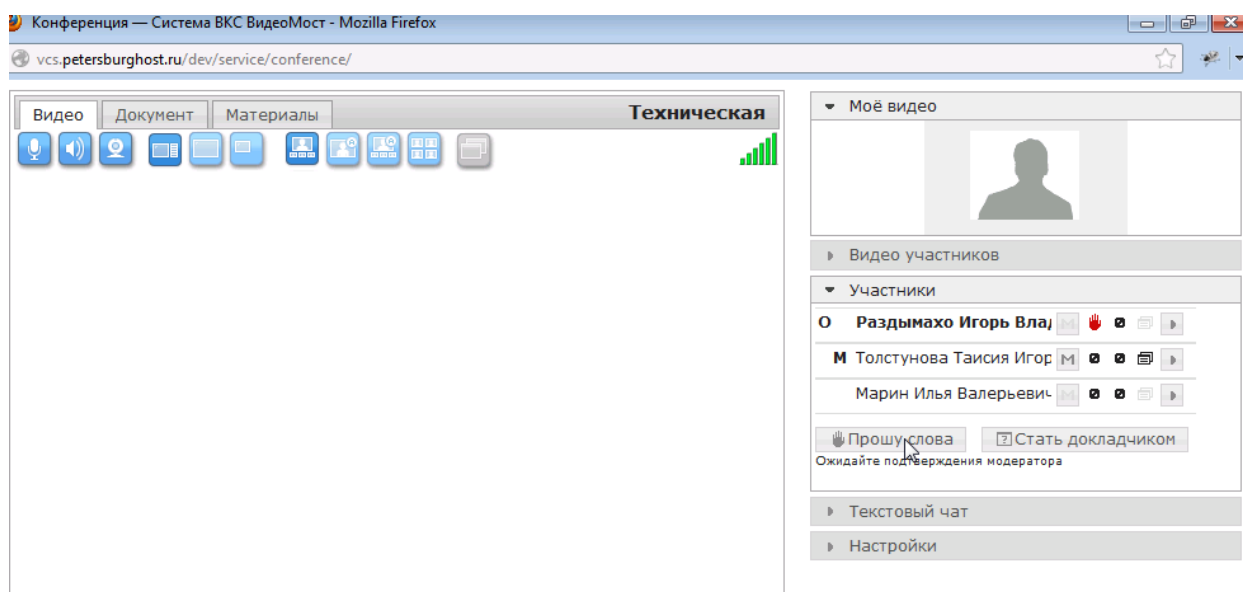 Конференция — Система ВКС ВидеоМост - Mozilla Firefox
vcs.petersburghost.ru/dev/service/conference/
Видео Документ Материалы Техническая
Моё видео
Видео участников
Участники
О Раздымахо Игорь Вла
М Толстунова Таисия Игор М
Марин Илья Валерьевич М
Прошу слова Стать докладчиком
Ожидайте подтверждения модератора
Текстовый чат
Настройки